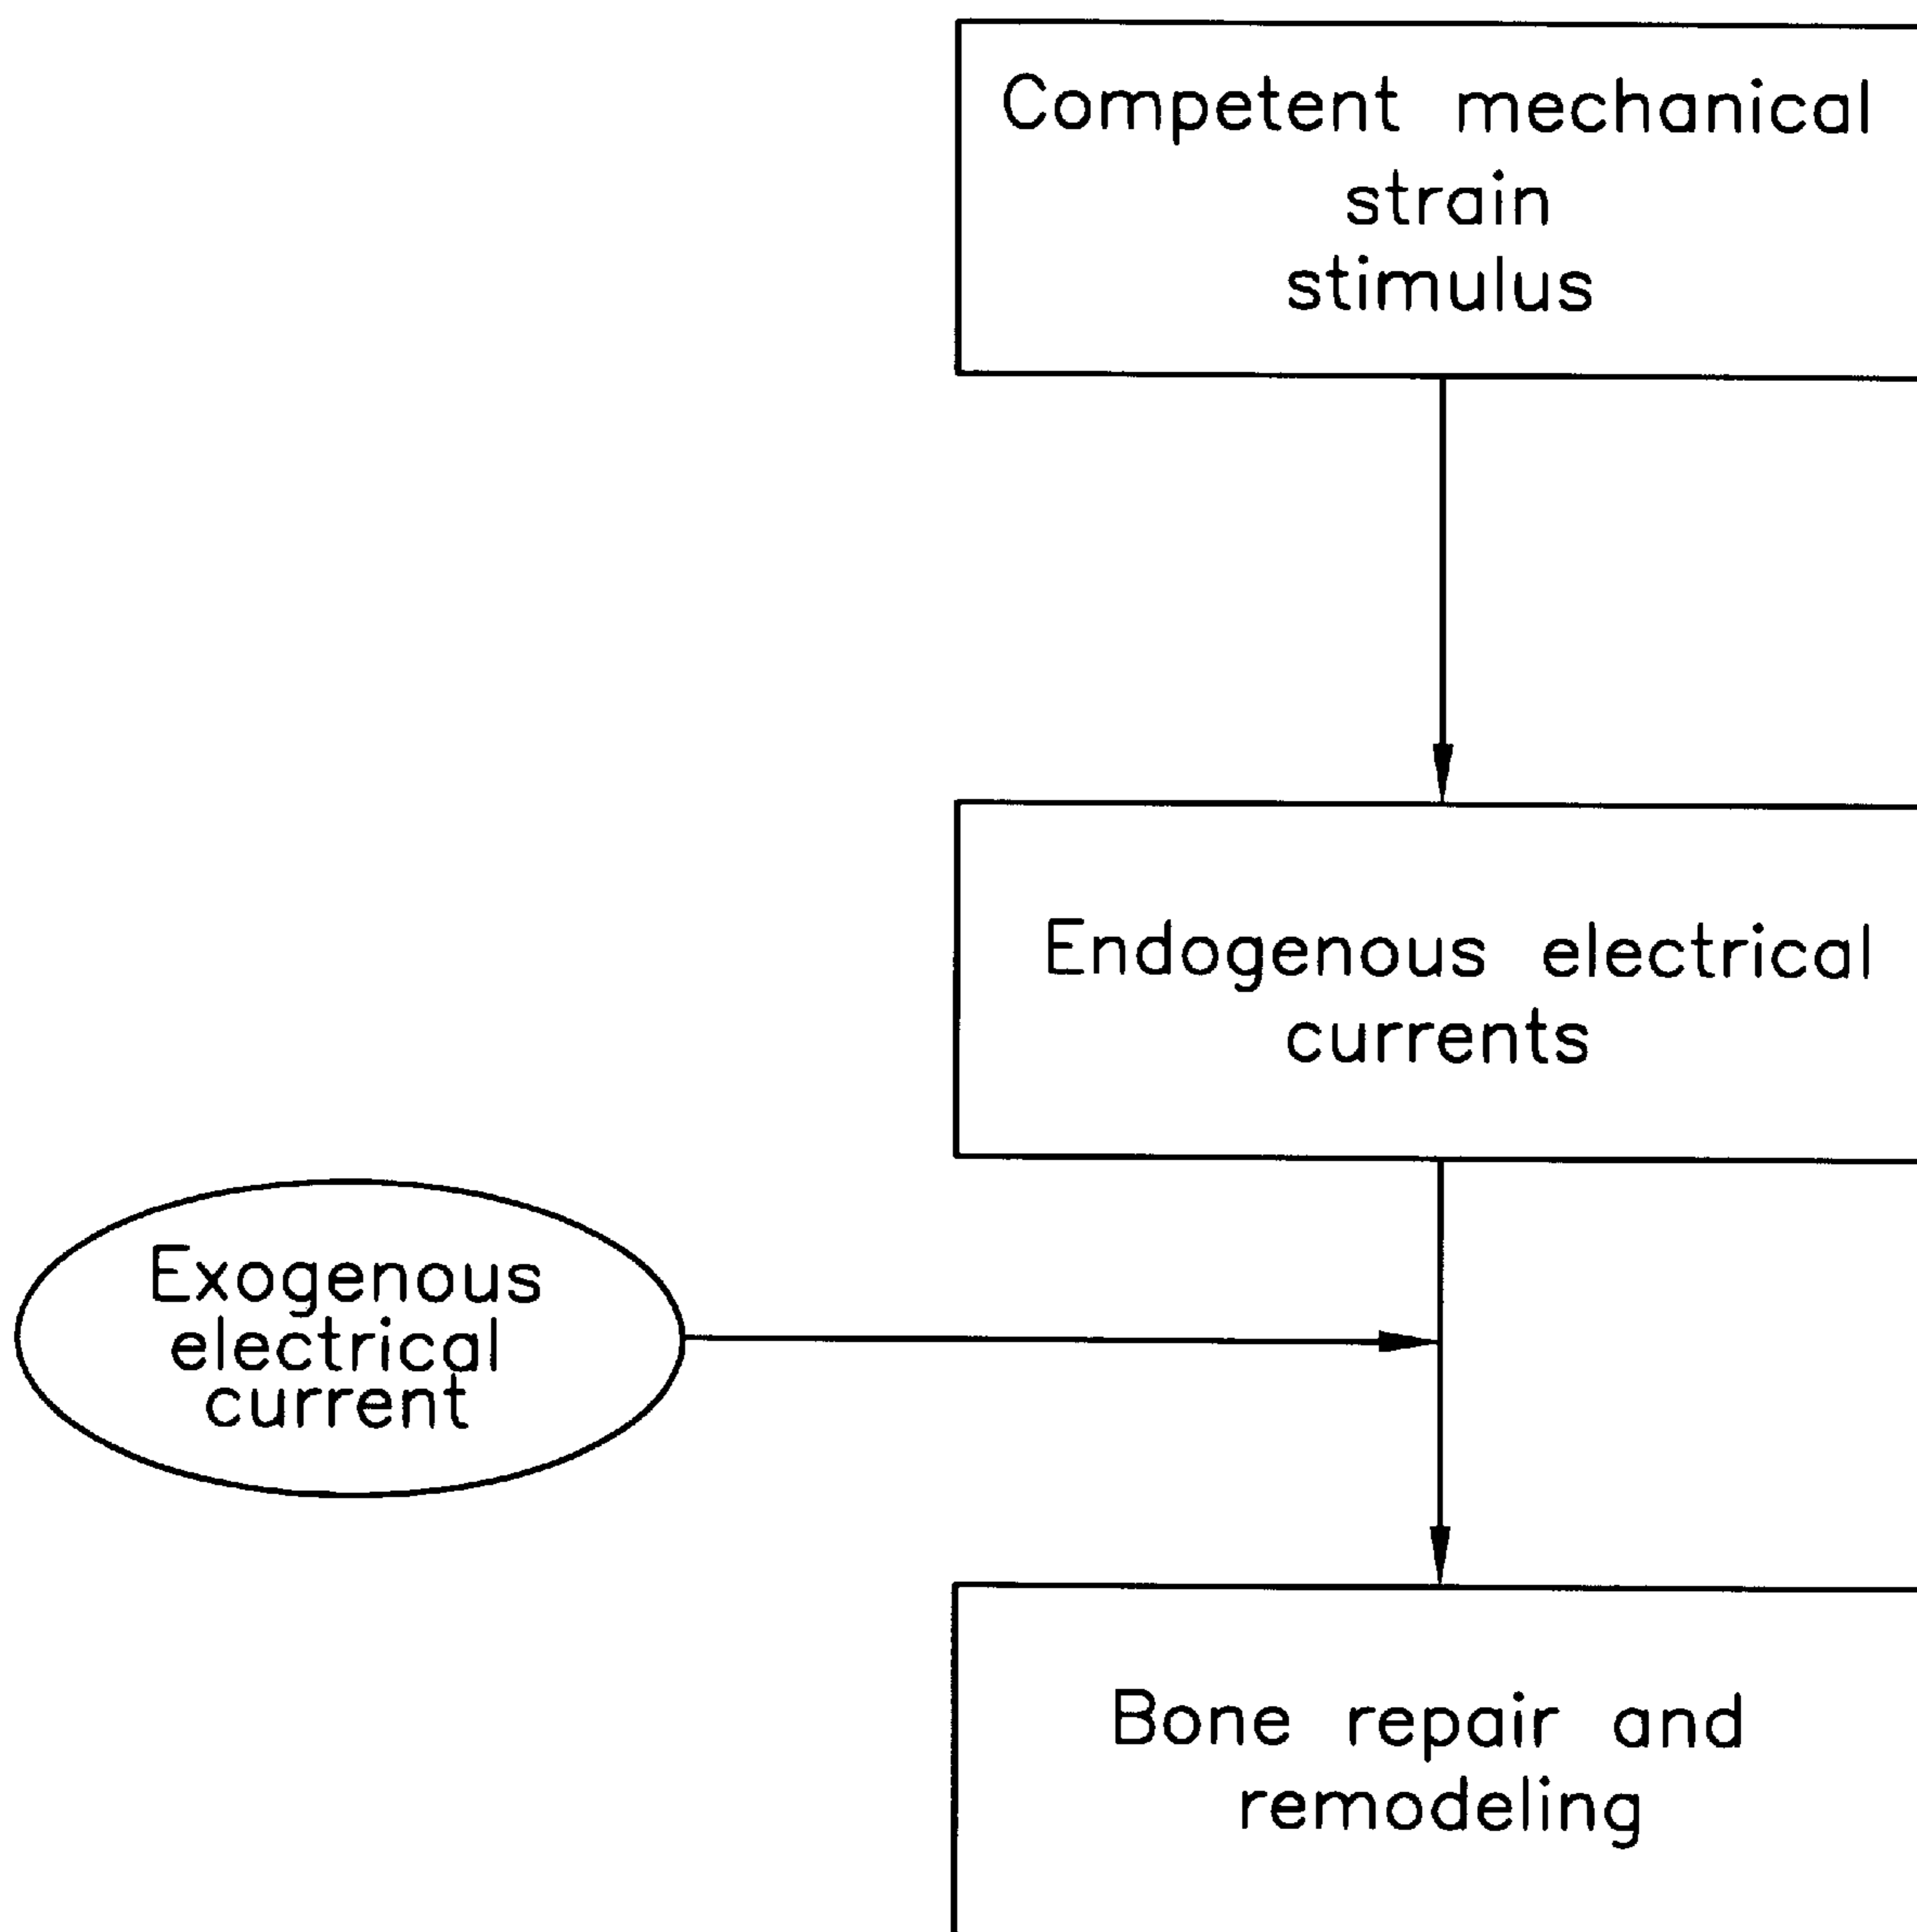 Competent mechanical
strain
stimulus
Endogenous electrical
currents
Exogenous
electrical
current
Bone repair and
remodeling